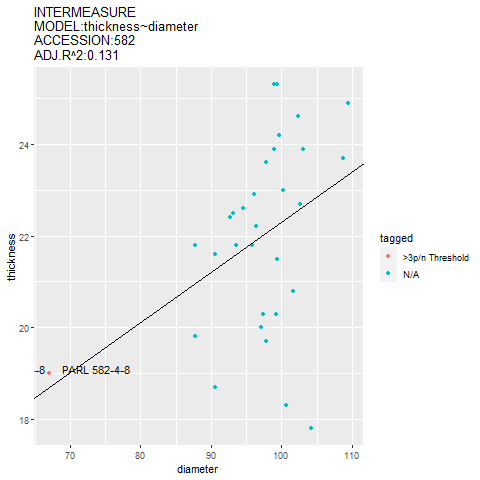 INTERMEASURE
MODEL:thickness~diameter
ACCESSION:582
ADJ.R^2:0.131
24
22
20
18
thickness
-8 PARL 582-4-8
70 80 90 100 110
diameter
tagged
>3p/n Threshold
N/A